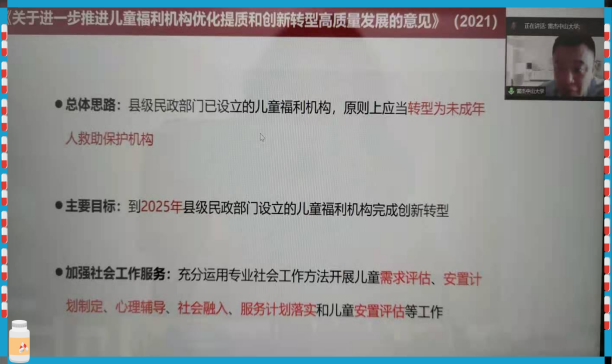 《关于进一步推进儿童福利机构优化提质和创新转型高质量发展的意见》（2021）
●总体思路：县级民政部门已设立的儿童福利机构，原则上应当转型为未成年
人救助保护机构
●主要目标：到2025年县级民政部门设立的儿童福利机构完成创新转型
●加强社会工作服务：充分运用专业社会工作方法开展儿童需求评估、安置计
划制定、心理辅导、社会融入、服务计划落实和儿童安置评估等工作